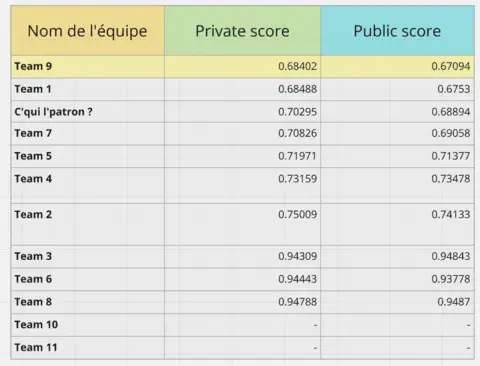 Nom de l'équipe Private score Public score
Team 9 0.68402 0.67094
Team 1 0.68488 0.6753
C'qui l'patron ? 0.70295 0.68894
Team 7 0.70826 0.69058
Team 5 0.71971 0.71377
Team 4 0.73159 0.73478
Team 2 0.75009 0.74133
Team 3 0.94309 0.94843
Team 6 0.94443 0.93778
Team 8 0.94788 0.9487
Team 10 - -
Team 11 - -